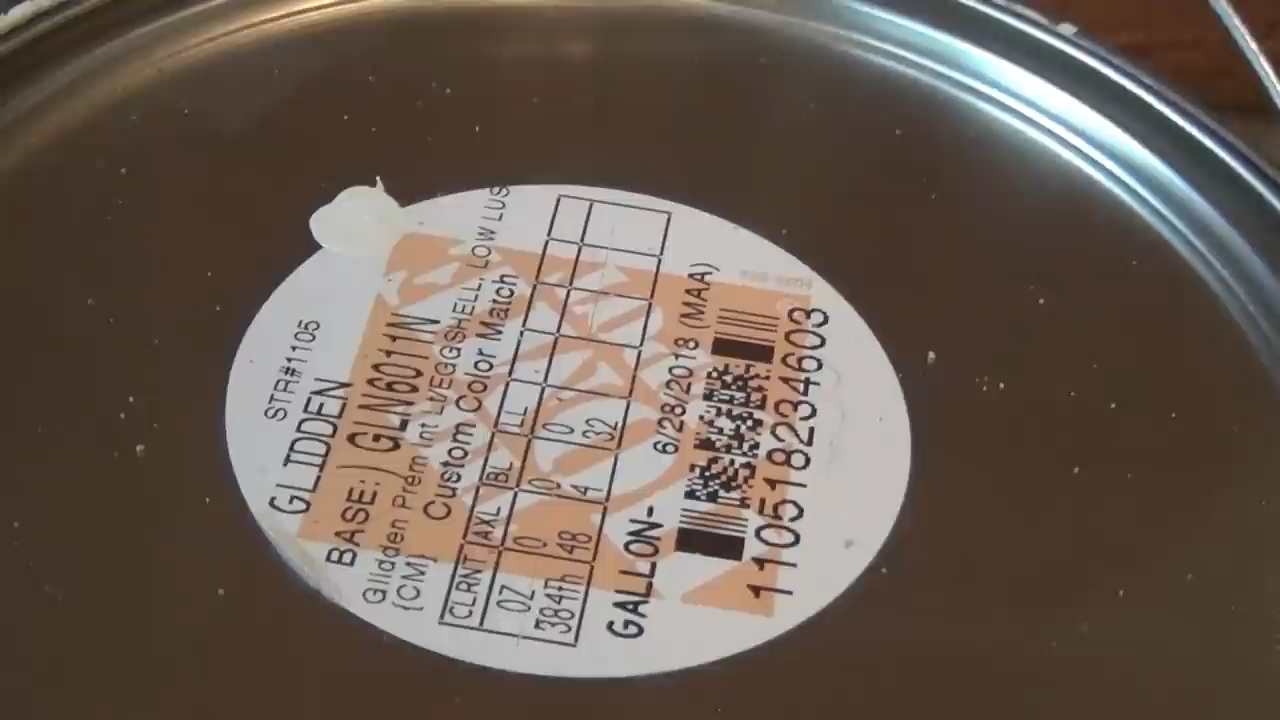 STR#1105
GLIDDEN
BASE:) GLN6011N
Glidden Prem Int Lt/EGGSHELL, LOW LUS
{CM} Custom Color Match
CLRNT AXL BL LL
OZ 0 0 0
384th 48 4 32
GALLON- 6/28/2018 (MAA)
110518234603